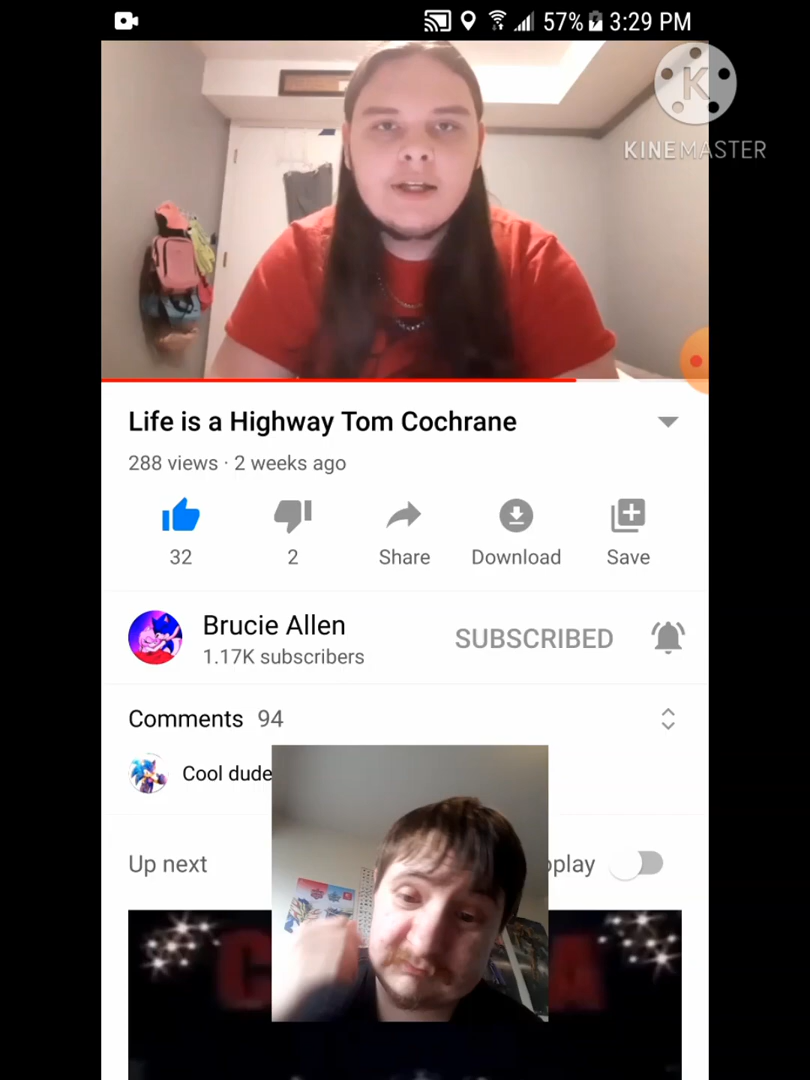 57% 3:29 PM
K
KINEMASTER
Life is a Highway Tom Cochrane
288 views · 2 weeks ago
32 2 Share Download Save
Brucie Allen
1.17K subscribers
SUBSCRIBED
Comments 94
Cool dude
Up next
play
C A